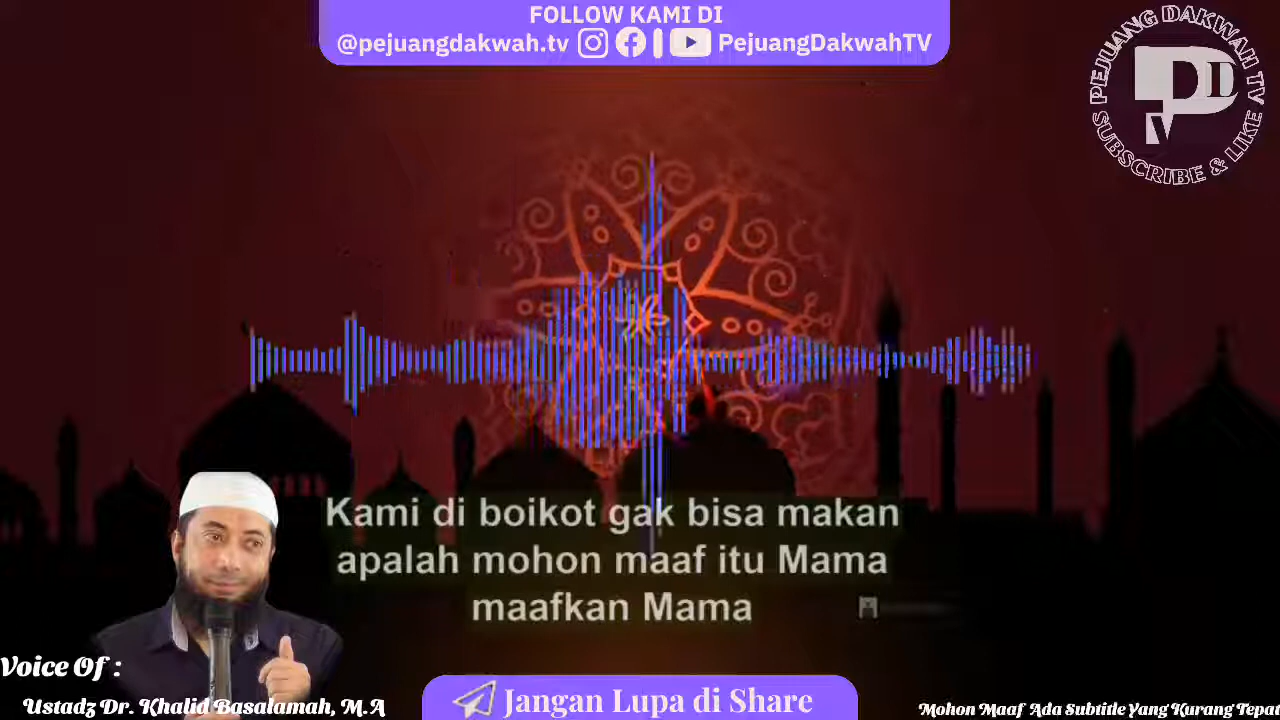 FOLLOW KAMI DI
@pejuangdakwah.tv PejuangDakwahTV
PEJUANG DAKWAH TV
SUBSCRIBE & LIKE
Kami di boikot gak bisa makan
apalah mohon maaf itu Mama
maafkan Mama
Voice Of :
Ustadz Dr. Khalid Basalamah, M.A
Jangan Lupa di Share
Mohon Maaf Ada Subtitle Yang Kurang Tepat